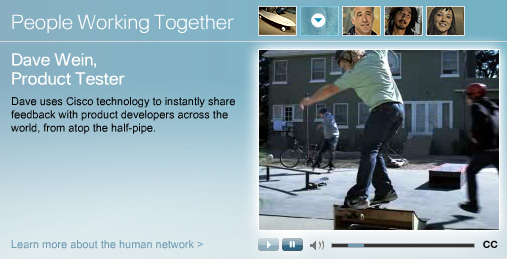 People Working Together
Dave Wein,
Product Tester
Dave uses Cisco technology to instantly share
feedback with product developers across the
world, from atop the half-pipe.
Learn more about the human network >
CC